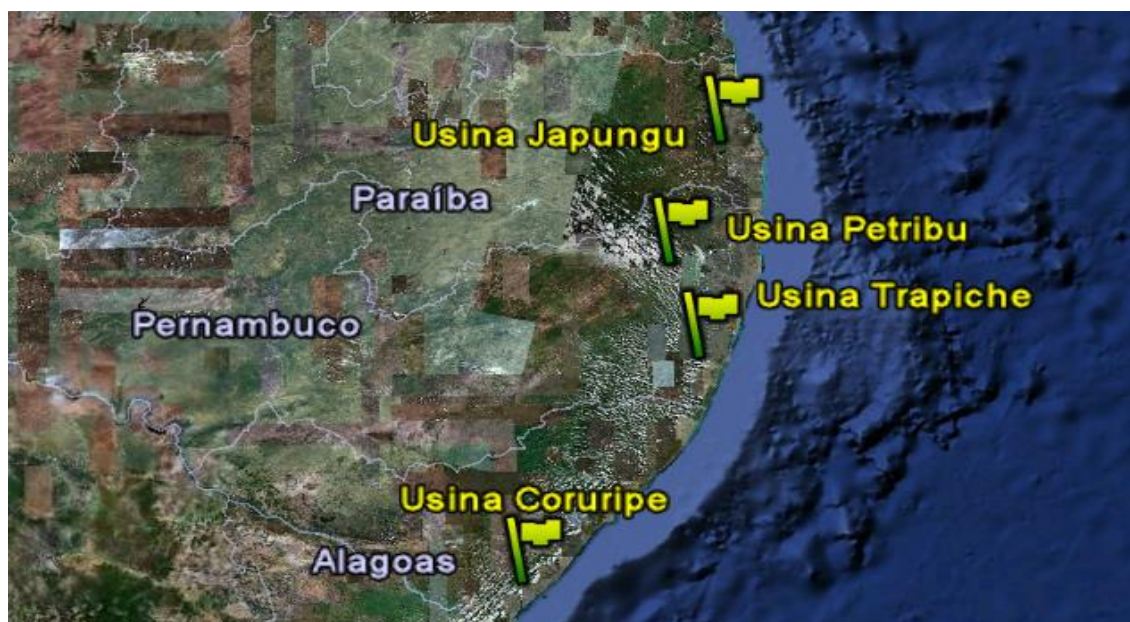 Usina Japungu
Paraíba
Usina Petribu
Usina Trapiche
Pernambuco
Usina Coruripe
Alagoas